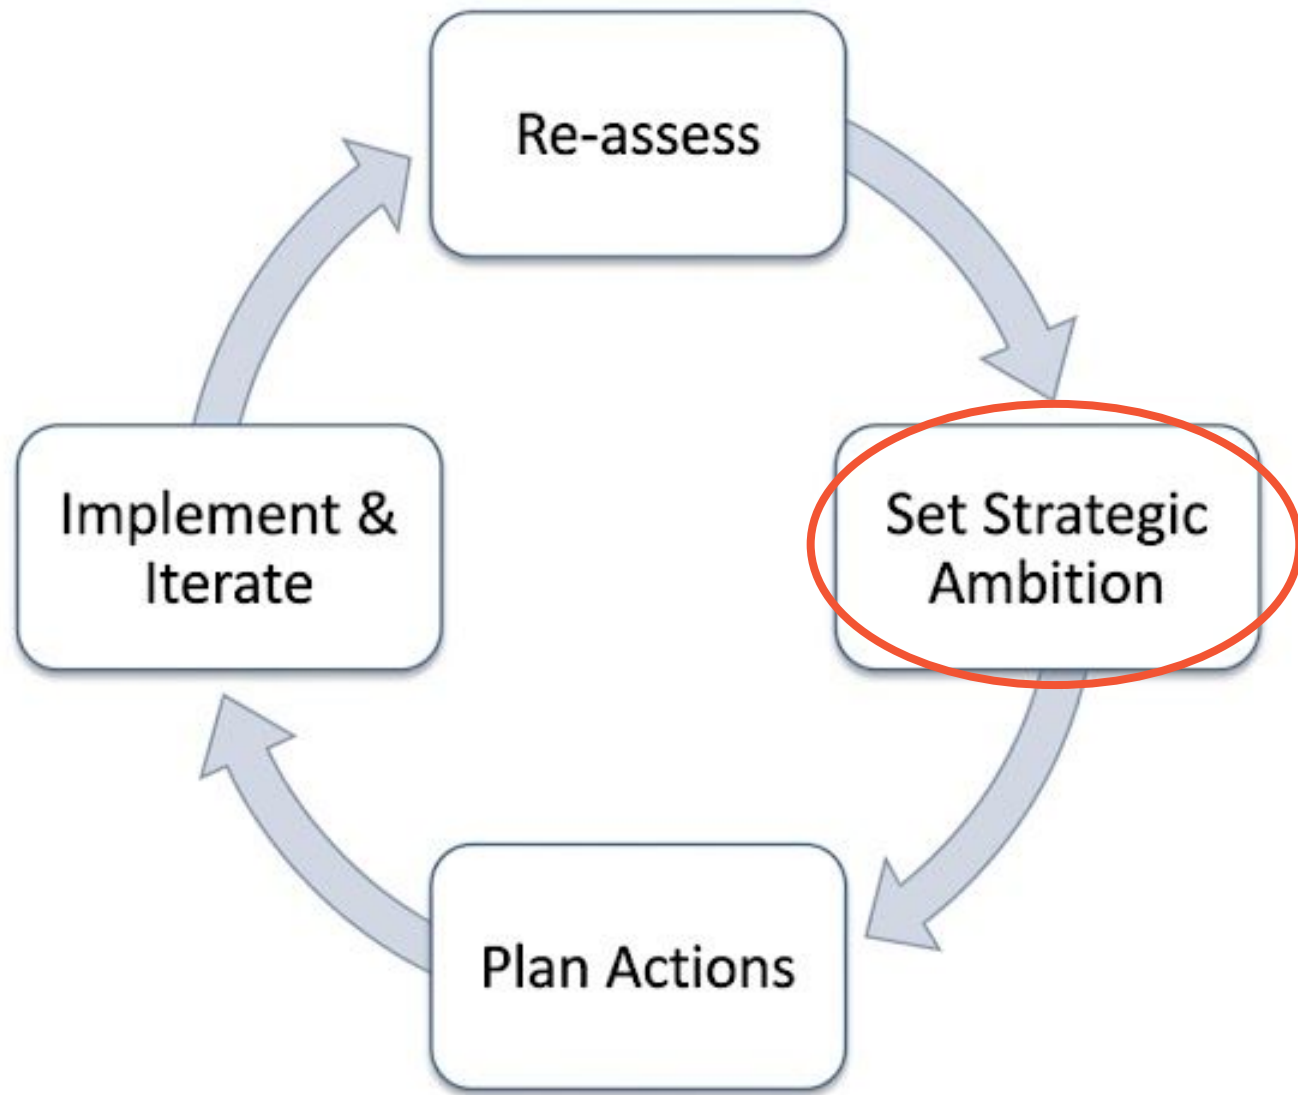 Re-assess
Set Strategic
Ambition
Plan Actions
Implement &
Iterate